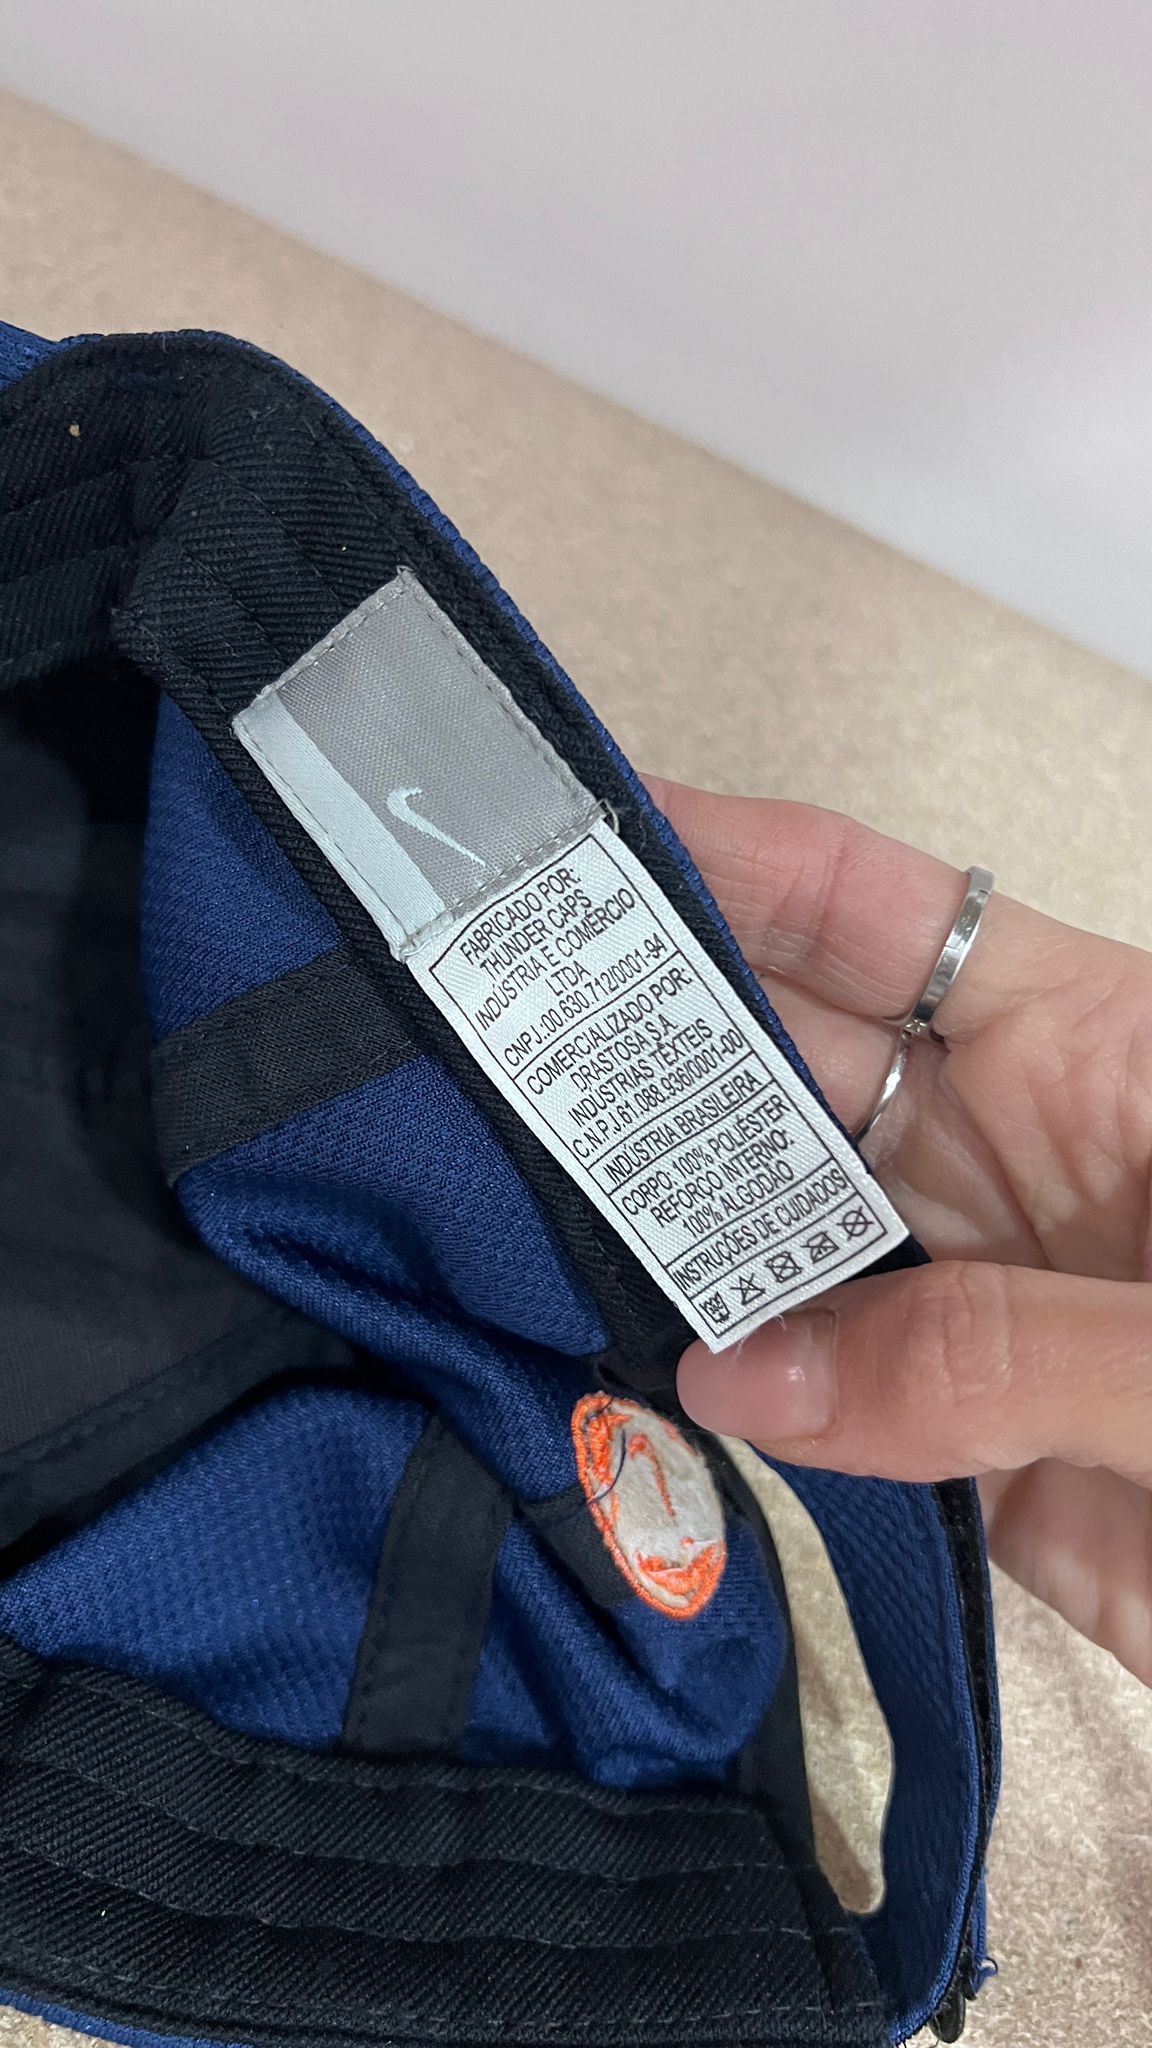 FABRICADO POR:
THUNDER CAPS
INDÚSTRIA E COMÉRCIO
LTDA
CNPJ.:00.630.712/0001-94
COMERCIALIZADO POR:
DRASTOSA S.A.
INDÚSTRIAS TÊXTEIS
C.N.P.J.61.088.936/0001-00
INDÚSTRIA BRASILEIRA
CORPO: 100% POLIÉSTER
REFORÇO INTERNO:
100% ALGODÃO
INSTRUÇÕES DE CUIDADOS